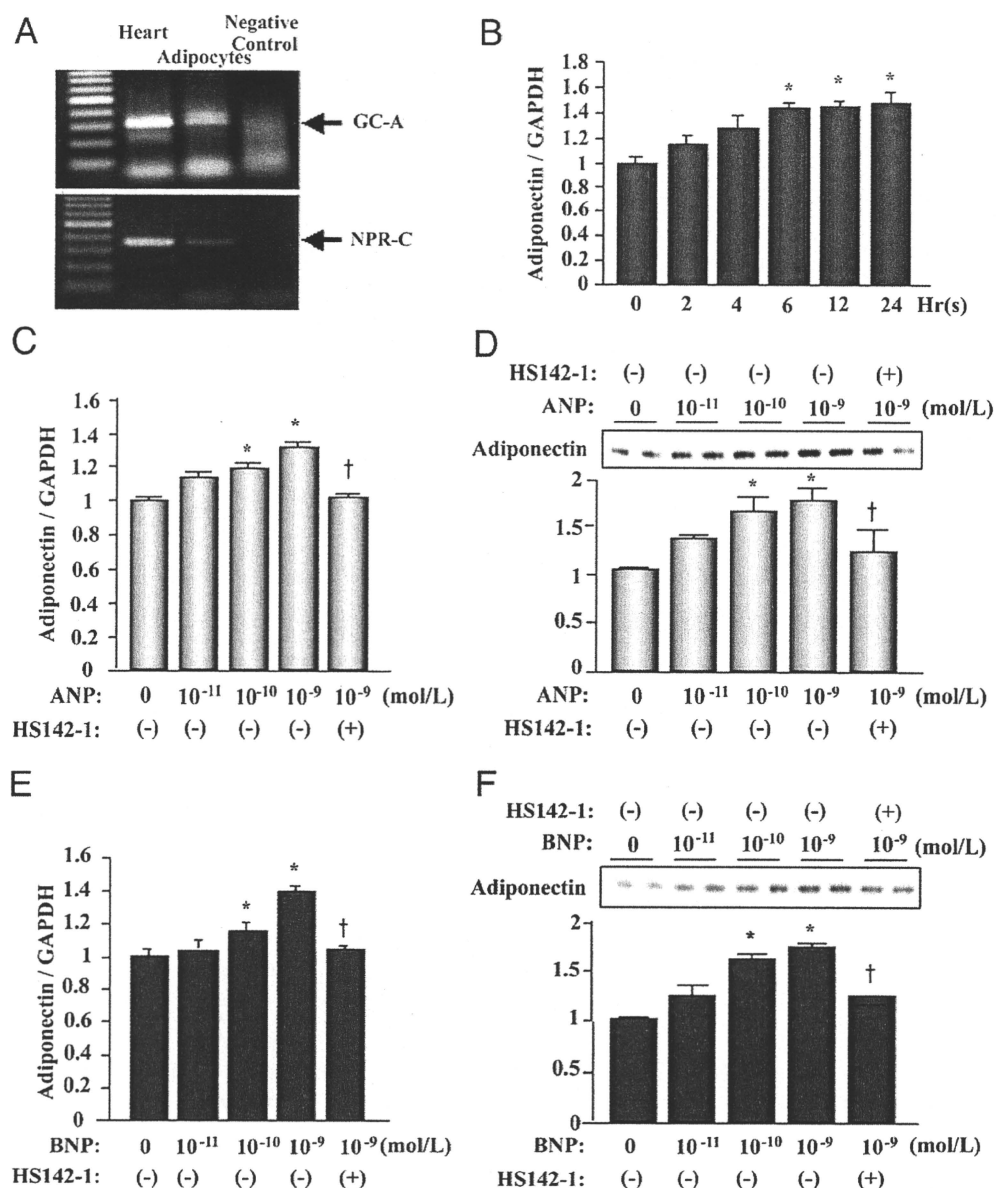 A
Heart
Adipocytes
Negative
Control
GC-A
NPR-C
B
Adiponectin / GAPDH
1.8
1.6
1.4
1.2
1
0.8
0.6
0.4
0.2
0
* * *
0 2 4 6 12 24 Hr(s)
C
Adiponectin / GAPDH
1.6
1.4
1.2
1
0.8
0.6
0.4
0.2
0
* * †
ANP: 0 10⁻¹¹ 10⁻¹⁰ 10⁻⁹ 10⁻⁹ (mol/L)
HS142-1: (-) (-) (-) (-) (+)
D
HS142-1: (-) (-) (-) (-) (+)
ANP: 0 10⁻¹¹ 10⁻¹⁰ 10⁻⁹ 10⁻⁹ (mol/L)
Adiponectin
2
1.5
1
0.5
0
* * †
ANP: 0 10⁻¹¹ 10⁻¹⁰ 10⁻⁹ 10⁻⁹ (mol/L)
HS142-1: (-) (-) (-) (-) (+)
E
Adiponectin / GAPDH
1.6
1.4
1.2
1
0.8
0.6
0.4
0.2
0
* * †
BNP: 0 10⁻¹¹ 10⁻¹⁰ 10⁻⁹ 10⁻⁹ (mol/L)
HS142-1: (-) (-) (-) (-) (+)
F
HS142-1: (-) (-) (-) (-) (+)
BNP: 0 10⁻¹¹ 10⁻¹⁰ 10⁻⁹ 10⁻⁹ (mol/L)
Adiponectin
2
1.5
1
0.5
0
* * †
BNP: 0 10⁻¹¹ 10⁻¹⁰ 10⁻⁹ 10⁻⁹ (mol/L)
HS142-1: (-) (-) (-) (-) (+)